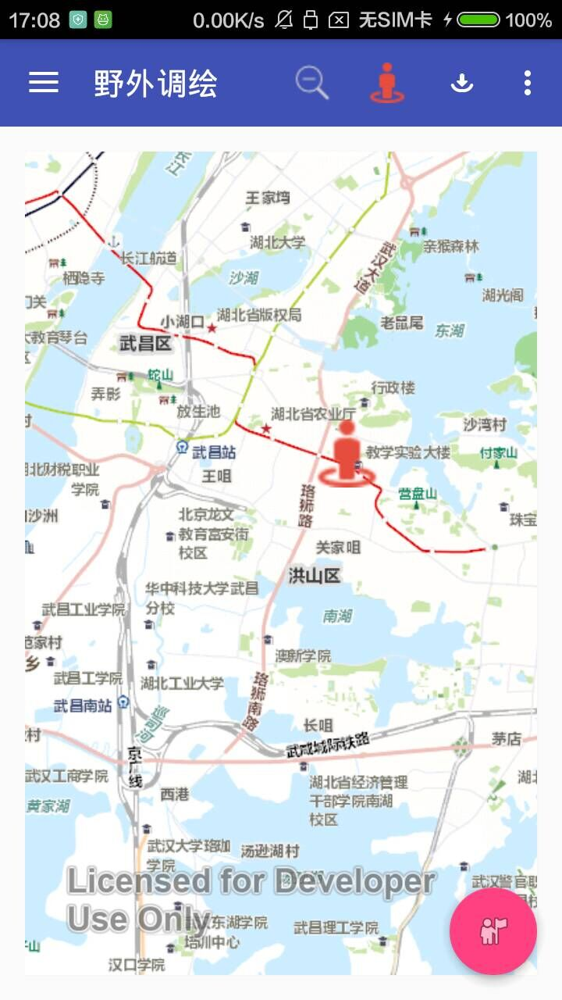 17:08 0.00K/s 无SIM卡 100%
野外调绘
长江
王家塆
湖北大学
亲猴森林
长江航道
武汉大道
沙湖
栖隐寺
湖光阁
小湖口
湖北省版权局
老鼠尾
东湖
大教育琴台
武昌区
蛇山
行政楼
弄影
放生池
湖北省农业厅
沙湾村
武昌站
教学实验大楼
付家山
王咀
湖北财税职业
学院
营盘山
珞狮路
沙洲
北京龙文
教育富安街
校区
珠宝
关家咀
洪山区
华中科技大学武昌
分校
武昌工业学院
南湖
范家村
澳新学院
乡
武昌工学院
湖北工业大学
珞狮南路
武昌南站
巡司河
长咀
村
武咸城际铁路
茅店
京广线
武汉工商学院
湖北省经济管理
干部学院南湖
校区
湖北
西港
黄家湖
武汉大学珞珈
学院
汤逊湖村
Licensed for Developer
Use Only
武汉警官职
武汉东湖学院
培训中心
武昌理工学院
山
汉口学院